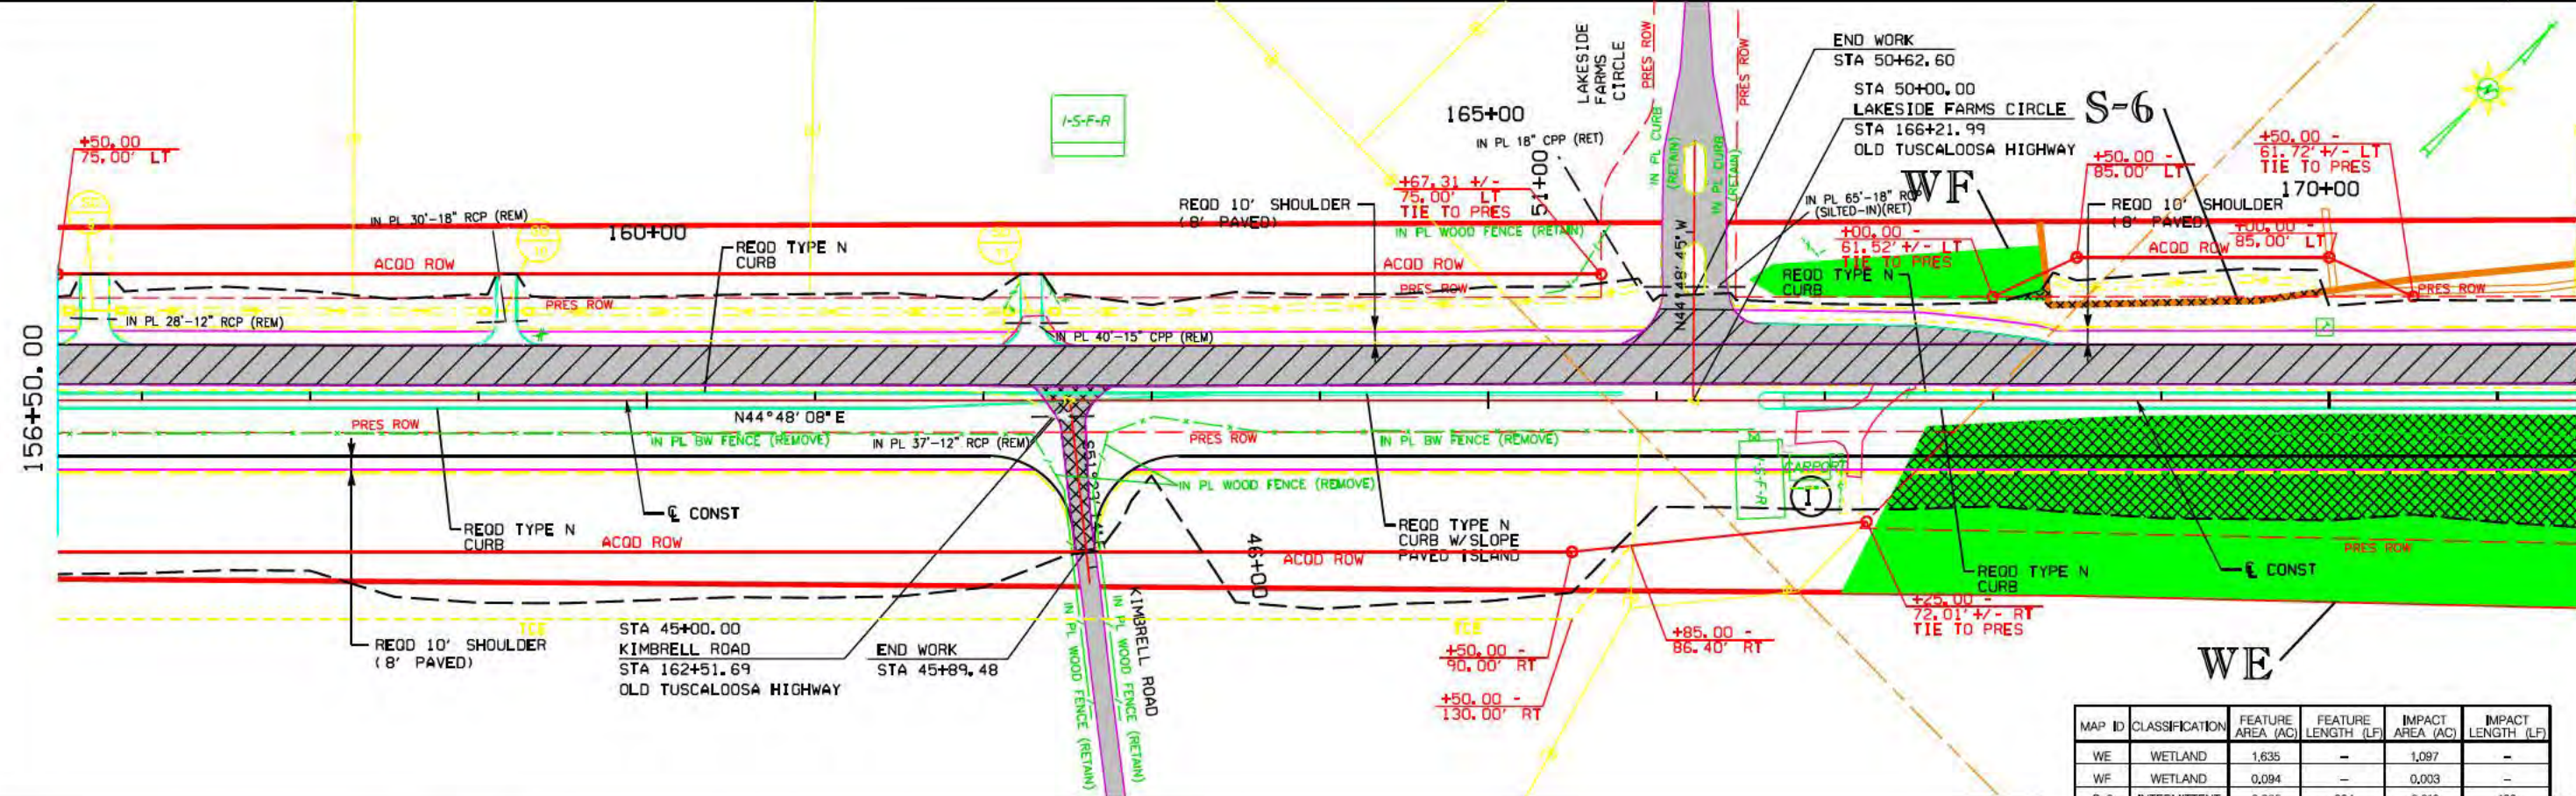 156+50.00
+50.00
75.00' LT
IN PL 30'-18" RCP (REM)
ACQD ROW
IN PL 28'-12" RCP (REM)
PRES ROW
160+00
REQD TYPE N
CURB
I-S-F-R
IN PL 40'-15" CPP (REM)
REQD 10' SHOULDER
(8' PAVED)
165+00
IN PL 18" CPP (RET)
51+00
+67.31 +/-
75.00' LT
TIE TO PRES
IN PL WOOD FENCE (RETAIN)
ACQD ROW
PRES ROW
LAKESIDE
FARMS
CIRCLE
PRES ROW
PRES ROW
IN PL CURB
(RETAIN)
IN PL CURB
(RETAIN)
END WORK
STA 50+62.60
STA 50+00.00
LAKESIDE FARMS CIRCLE
STA 166+21.99
OLD TUSCALOOSA HIGHWAY
S-6
WF
(SILTED-IN)(RET)
+00.00 -
61.52' +/- LT
TIE TO PRES
REQD TYPE N
CURB
+50.00 -
85.00' LT
+50.00 -
61.72' +/- LT
TIE TO PRES
170+00
REQD 10' SHOULDER
(8' PAVED)
+00.00 -
85.00' LT
ACQD ROW
PRES ROW
N44°48'08"E
PRES ROW
IN PL BW FENCE (REMOVE)
IN PL 37'-12" RCP (REM)
PRES ROW
IN PL BW FENCE (REMOVE)
IN PL WOOD FENCE (REMOVE)
I-S-F-R
CARPORT
1
REQD TYPE N
CURB
℄ CONST
ACQD ROW
REQD TYPE N
CURB W/SLOPE
PAVED ISLAND
46+00
ACQD ROW
REQD TYPE N
CURB
℄ CONST
PRES ROW
+25.00 -
72.01' +/- RT
TIE TO PRES
TCE
REQD 10' SHOULDER
(8' PAVED)
STA 45+00.00
KIMBRELL ROAD
STA 162+51.69
OLD TUSCALOOSA HIGHWAY
END WORK
STA 45+89.48
IN PL WOOD FENCE (RETAIN)
IN PL WOOD FENCE (RETAIN)
KIMBRELL ROAD
TCE
+50.00 -
90.00' RT
+50.00 -
130.00' RT
+85.00 -
86.40' RT
WE
MAP ID CLASSIFICATION FEATURE AREA (AC) FEATURE LENGTH (LF) IMPACT AREA (AC) IMPACT LENGTH (LF)
WE WETLAND 1.635 - 1.097 -
WF WETLAND 0.094 - 0.003 -